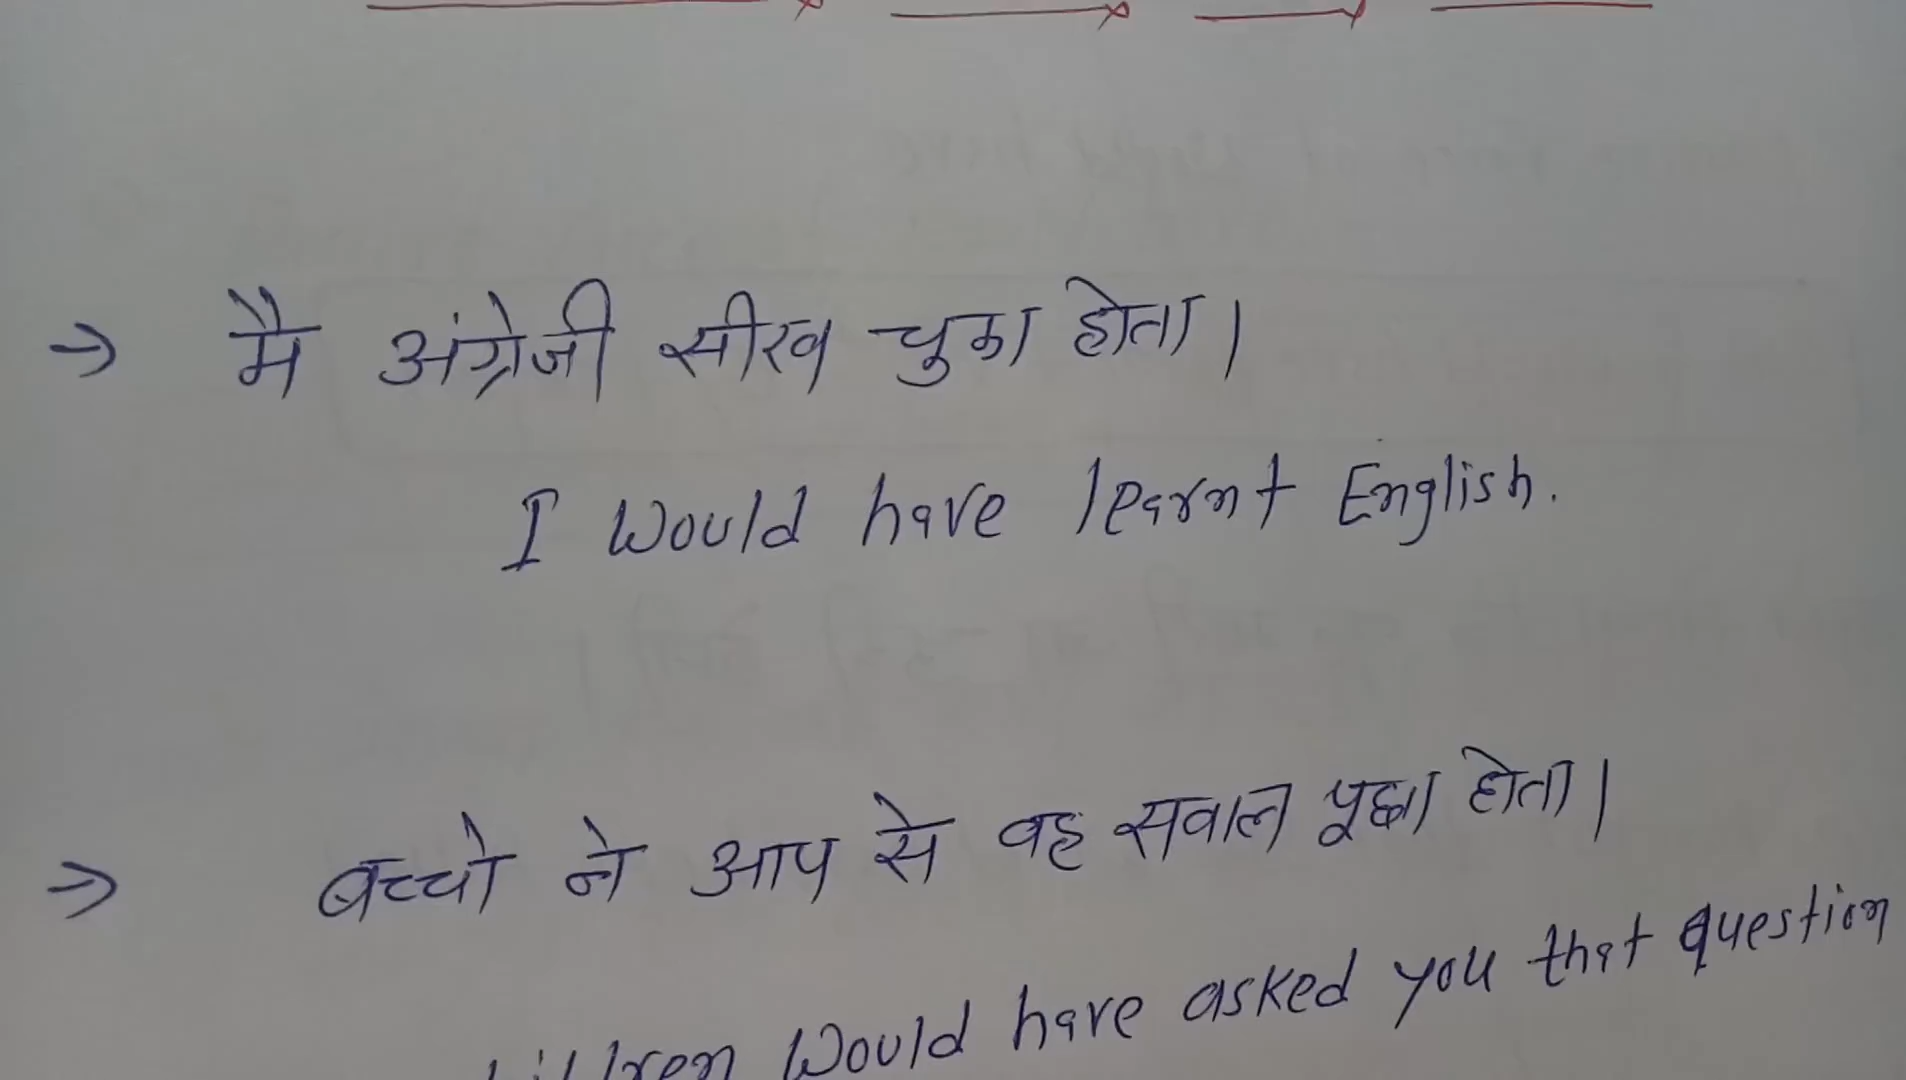 → मै अंग्रेजी सीख चुका होता।
I would have learnt English.
→ बच्चो ने आप से वह सवाल पूछा होता।
would have asked you that question